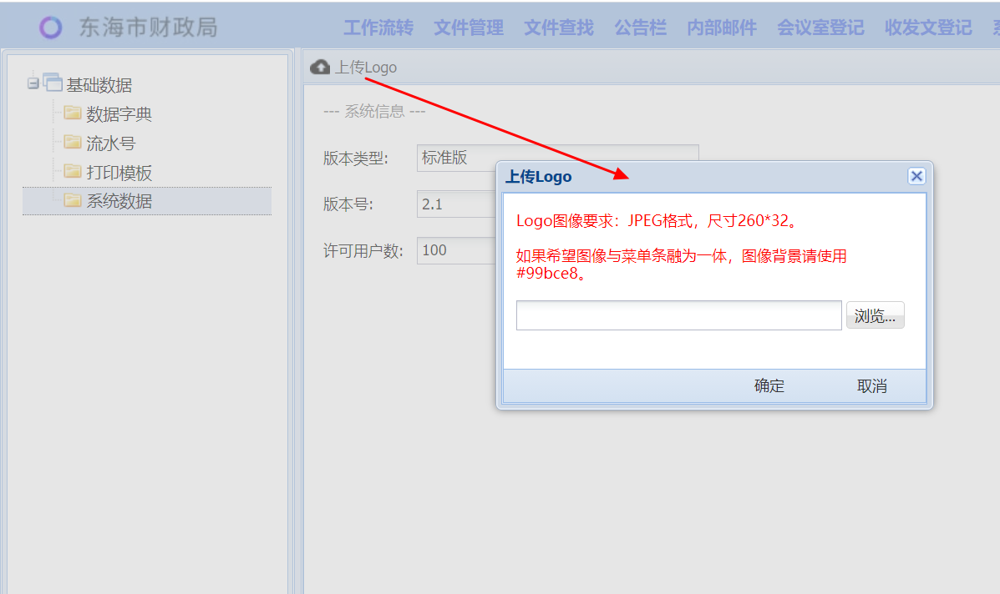 东海市财政局
工作流转 文件管理 文件查找 公告栏 内部邮件 会议室登记 收发文登记
基础数据
数据字典
流水号
打印模板
系统数据
上传Logo
--- 系统信息 ---
版本类型: 标准版
版本号: 2.1
许可用户数: 100
上传Logo
Logo图像要求：JPEG格式，尺寸260*32。
如果希望图像与菜单条融为一体，图像背景请使用
#99bce8。
浏览...
确定 取消